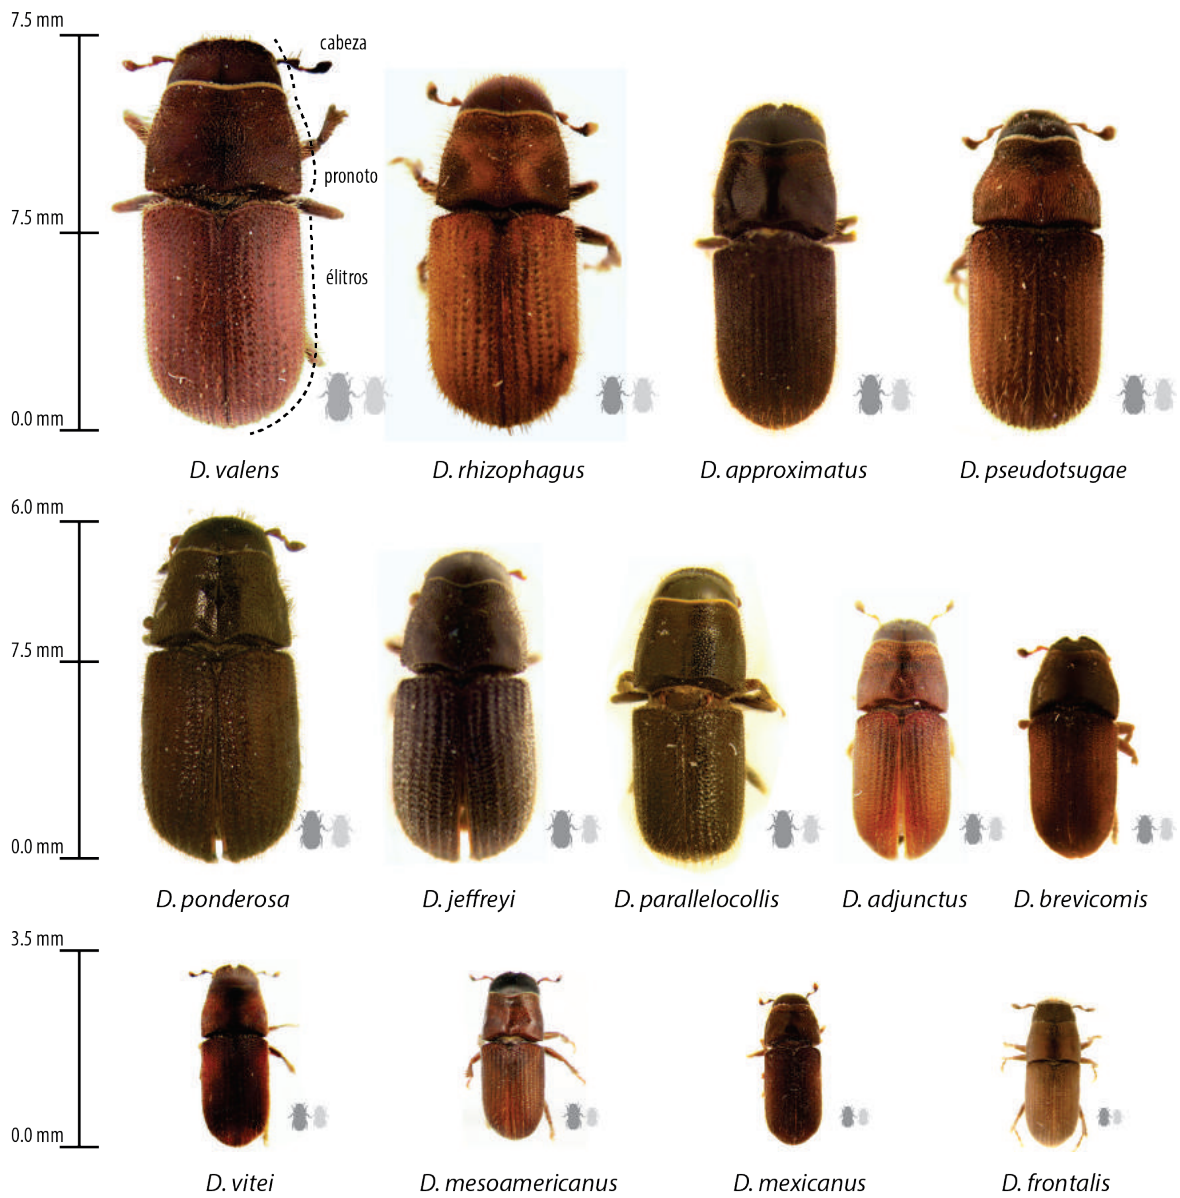 7.5 mm
cabeza
pronoto
7.5 mm
élitros
0.0 mm
D. valens
D. rhizophagus
D. approximatus
D. pseudotsugae
6.0 mm
7.5 mm
0.0 mm
D. ponderosa
D. jeffreyi
D. parallelocollis
D. adjunctus
D. brevicomis
3.5 mm
0.0 mm
D. vitei
D. mesoamericanus
D. mexicanus
D. frontalis